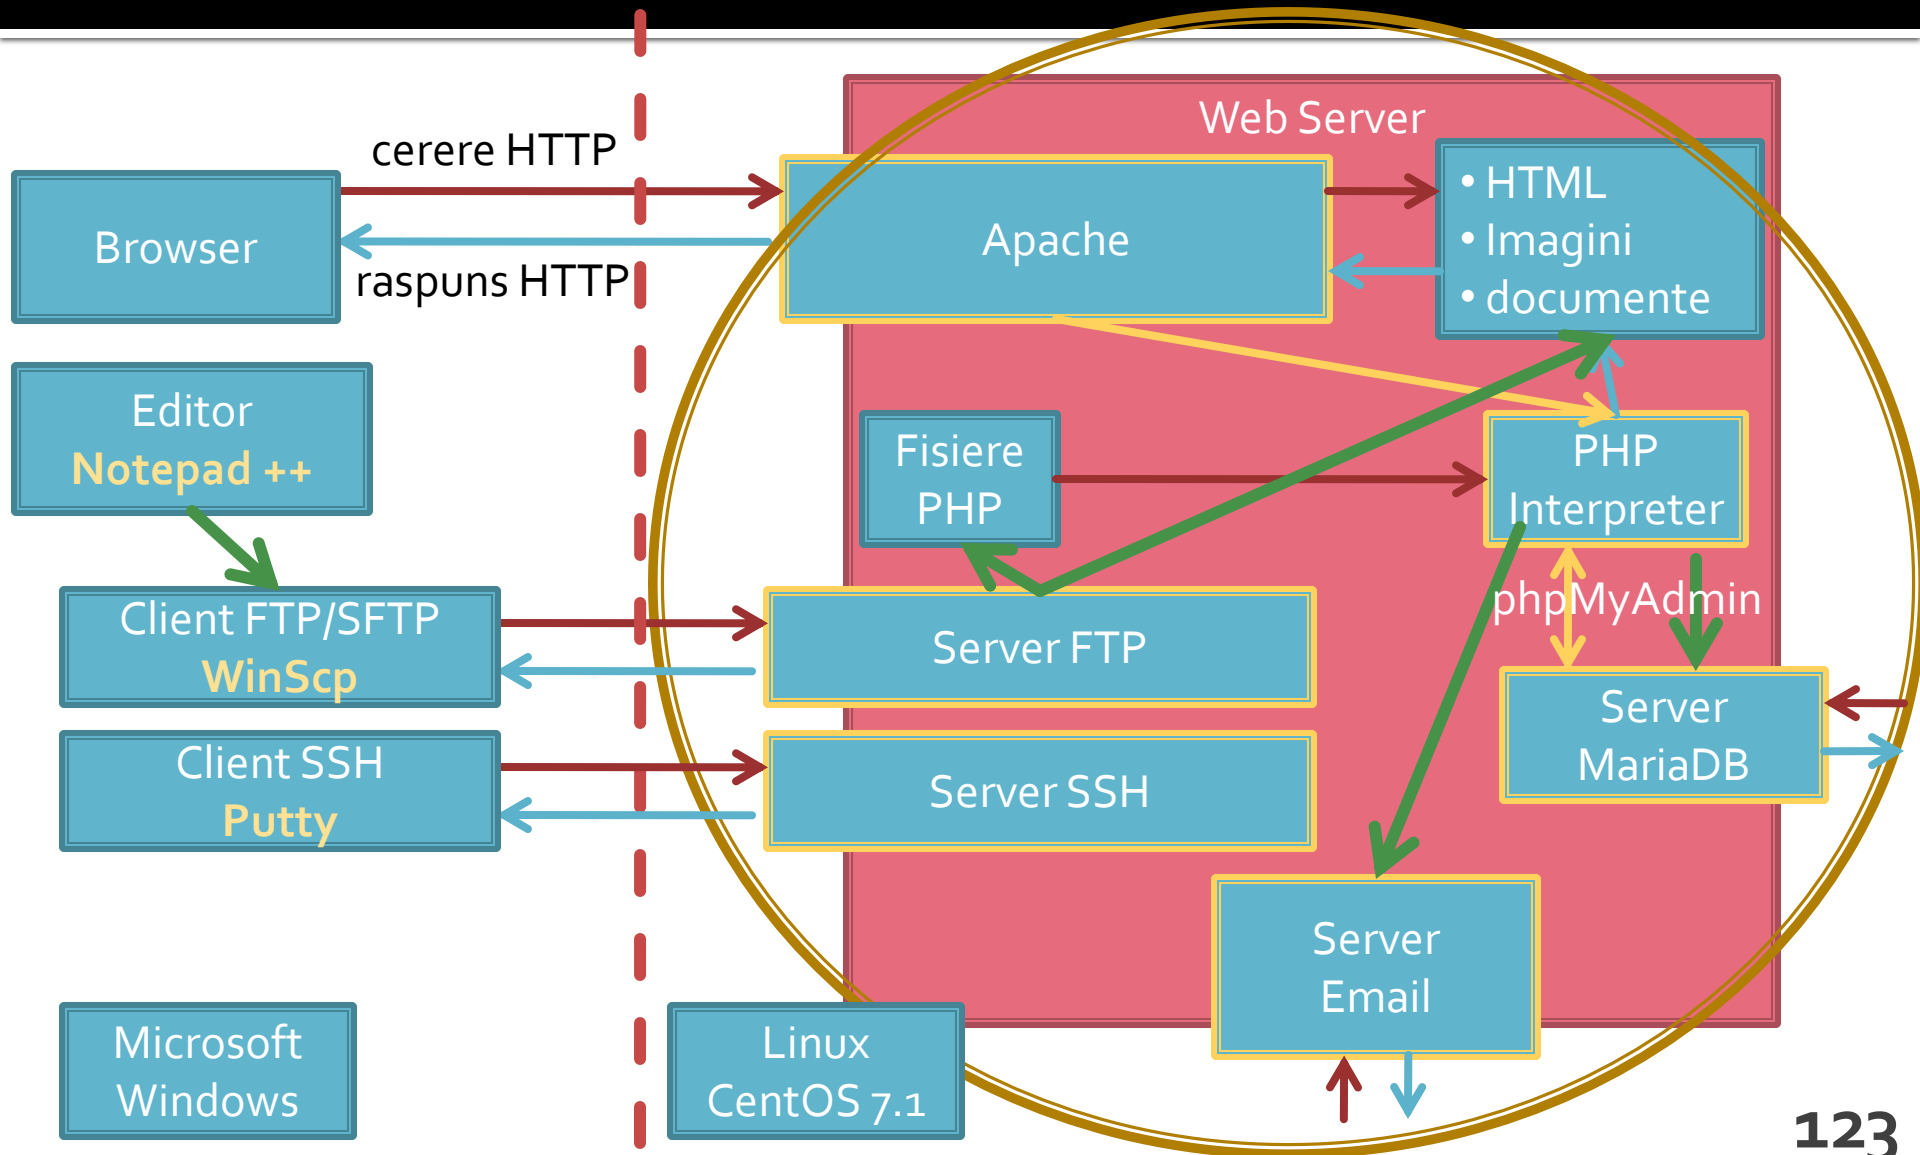 Web Server
cerere HTTP
raspuns HTTP
Browser
Apache
• HTML
• Imagini
• documente
Editor
Notepad ++
Fisiere
PHP
PHP
Interpreter
phpMyAdmin
Client FTP/SFTP
WinScp
Server FTP
Server
MariaDB
Client SSH
Putty
Server SSH
Server
Email
Microsoft
Windows
Linux
CentOS 7.1
123